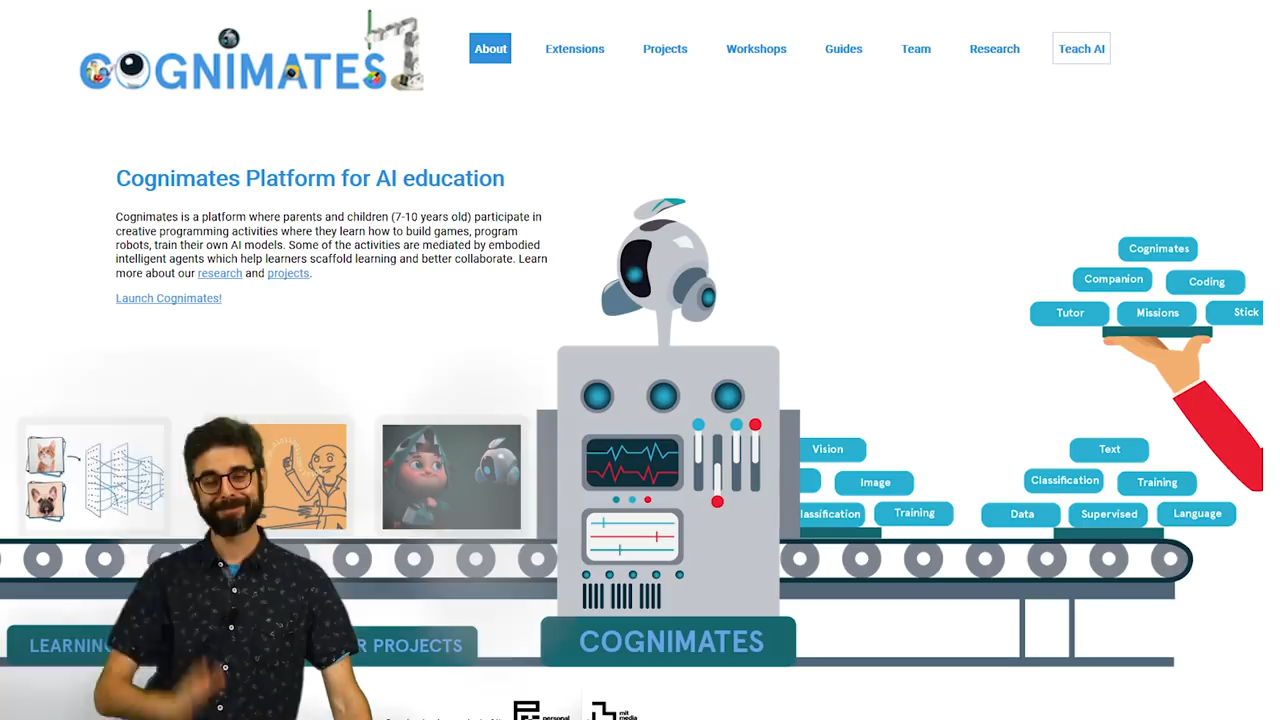 COGNIMATES
About
Extensions
Projects
Workshops
Guides
Team
Research
Teach AI
Cognimates Platform for AI education
Cognimates is a platform where parents and children (7-10 years old) participate in
creative programming activities where they learn how to build games, program
robots, train their own AI models. Some of the activities are mediated by embodied
intelligent agents which help learners scaffold learning and better collaborate. Learn
more about our research and projects.
Launch Cognimates!
Cognimates
Companion
Coding
Tutor
Missions
Stick
Vision
Image
lassification
Training
Text
Classification
Training
Data
Supervised
Language
LEARNING
R PROJECTS
COGNIMATES
personal
mit
media